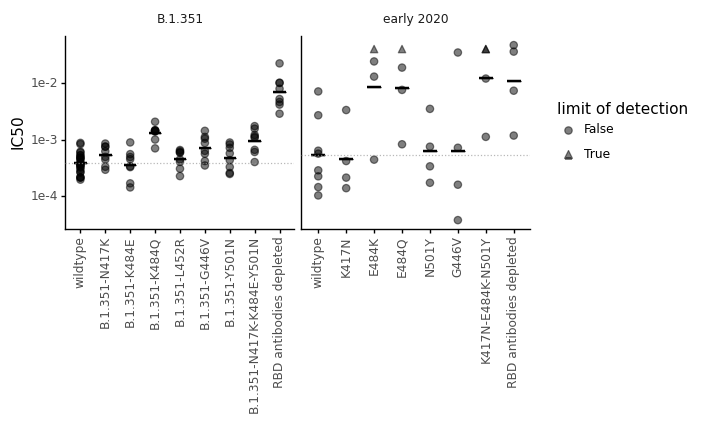 B.1.351
early 2020
IC50
1e-2
1e-3
1e-4
wildtype
B.1.351-N417K
B.1.351-K484E
B.1.351-K484Q
B.1.351-L452R
B.1.351-G446V
B.1.351-Y501N
B.1.351-N417K-K484E-Y501N
RBD antibodies depleted
wildtype
K417N
E484K
E484Q
N501Y
G446V
K417N-E484K-N501Y
RBD antibodies depleted
limit of detection
False
True